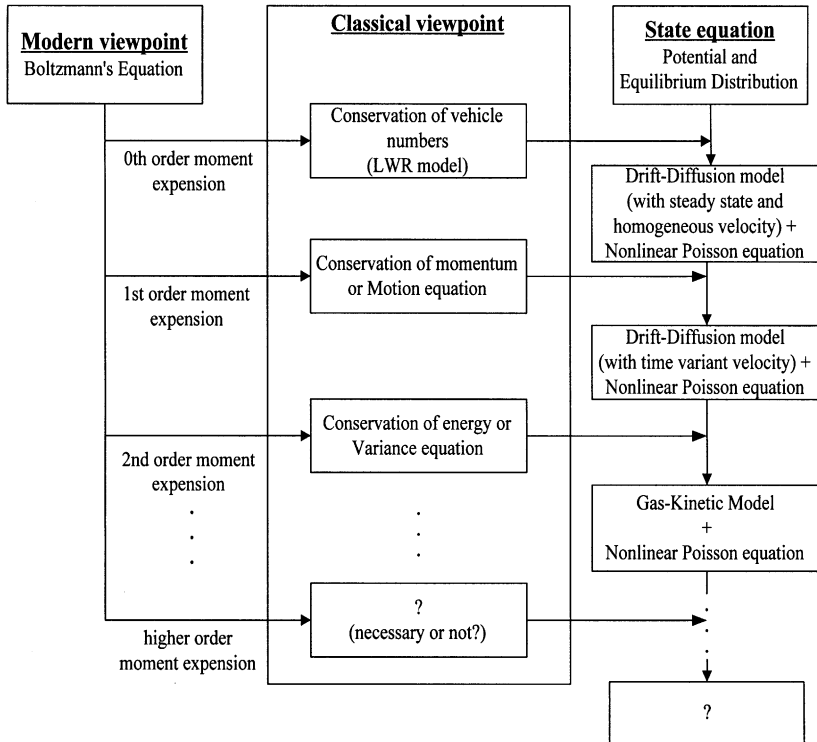 Modern viewpoint
Boltzmann's Equation
Classical viewpoint
State equation
Potential and
Equilibrium Distribution
Conservation of vehicle
numbers
(LWR model)
0th order moment
expension
Drift-Diffusion model
(with steady state and
homogeneous velocity) +
Nonlinear Poisson equation
Conservation of momentum
or Motion equation
1st order moment
expension
Drift-Diffusion model
(with time variant velocity) +
Nonlinear Poisson equation
Conservation of energy or
Variance equation
2nd order moment
expension
Gas-Kinetic Model
+
Nonlinear Poisson equation
?
(necessary or not?)
higher order
moment expension
?